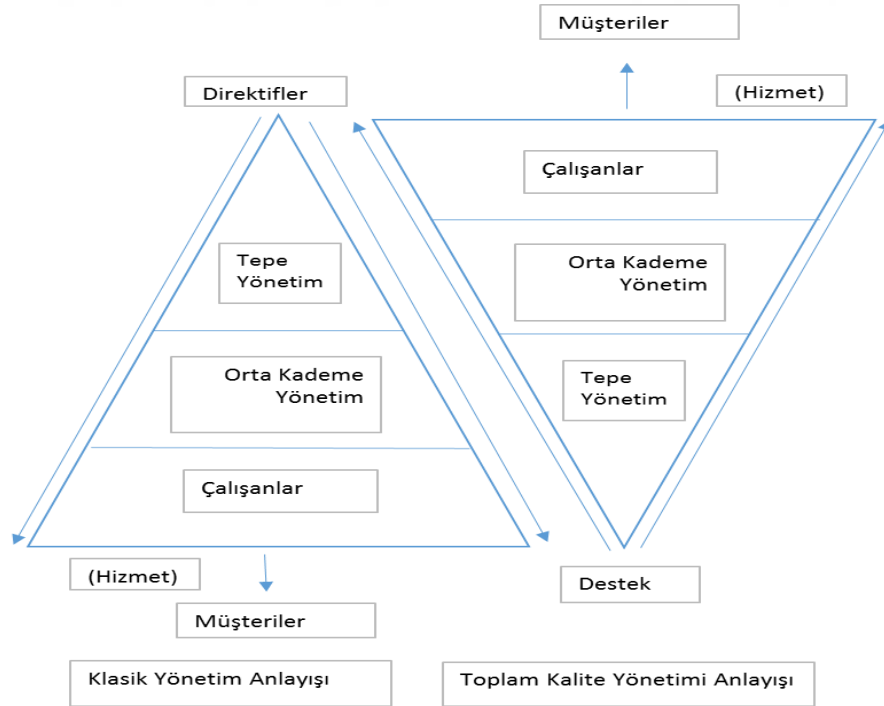 Direktifler
Tepe
Yönetim
Orta Kademe
Yönetim
Çalışanlar
(Hizmet)
Müşteriler
Klasik Yönetim Anlayışı
Müşteriler
(Hizmet)
Çalışanlar
Orta Kademe
Yönetim
Tepe
Yönetim
Destek
Toplam Kalite Yönetimi Anlayışı